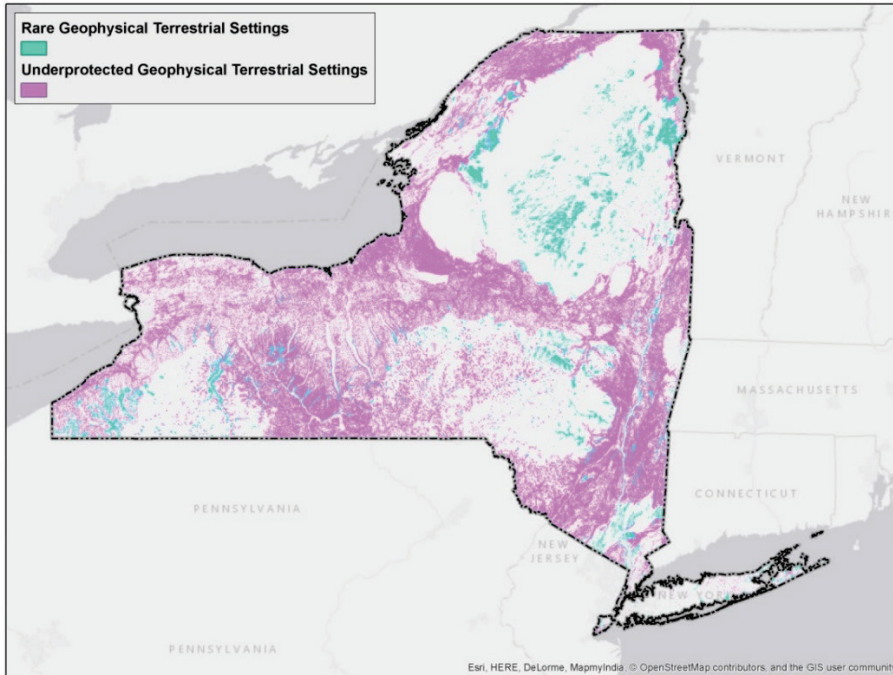 Rare Geophysical Terrestrial Settings
Underprotected Geophysical Terrestrial Settings
VERMONT
NEW
HAMPSHIR
MASSACHUSETTS
CONNECTICUT
PENNSYLVANIA
NEW
JERSEY
NEW YORK
PENNSYLVANIA
Esri, HERE, DeLorme, MapmyIndia, © OpenStreetMap contributors, and the GIS user community